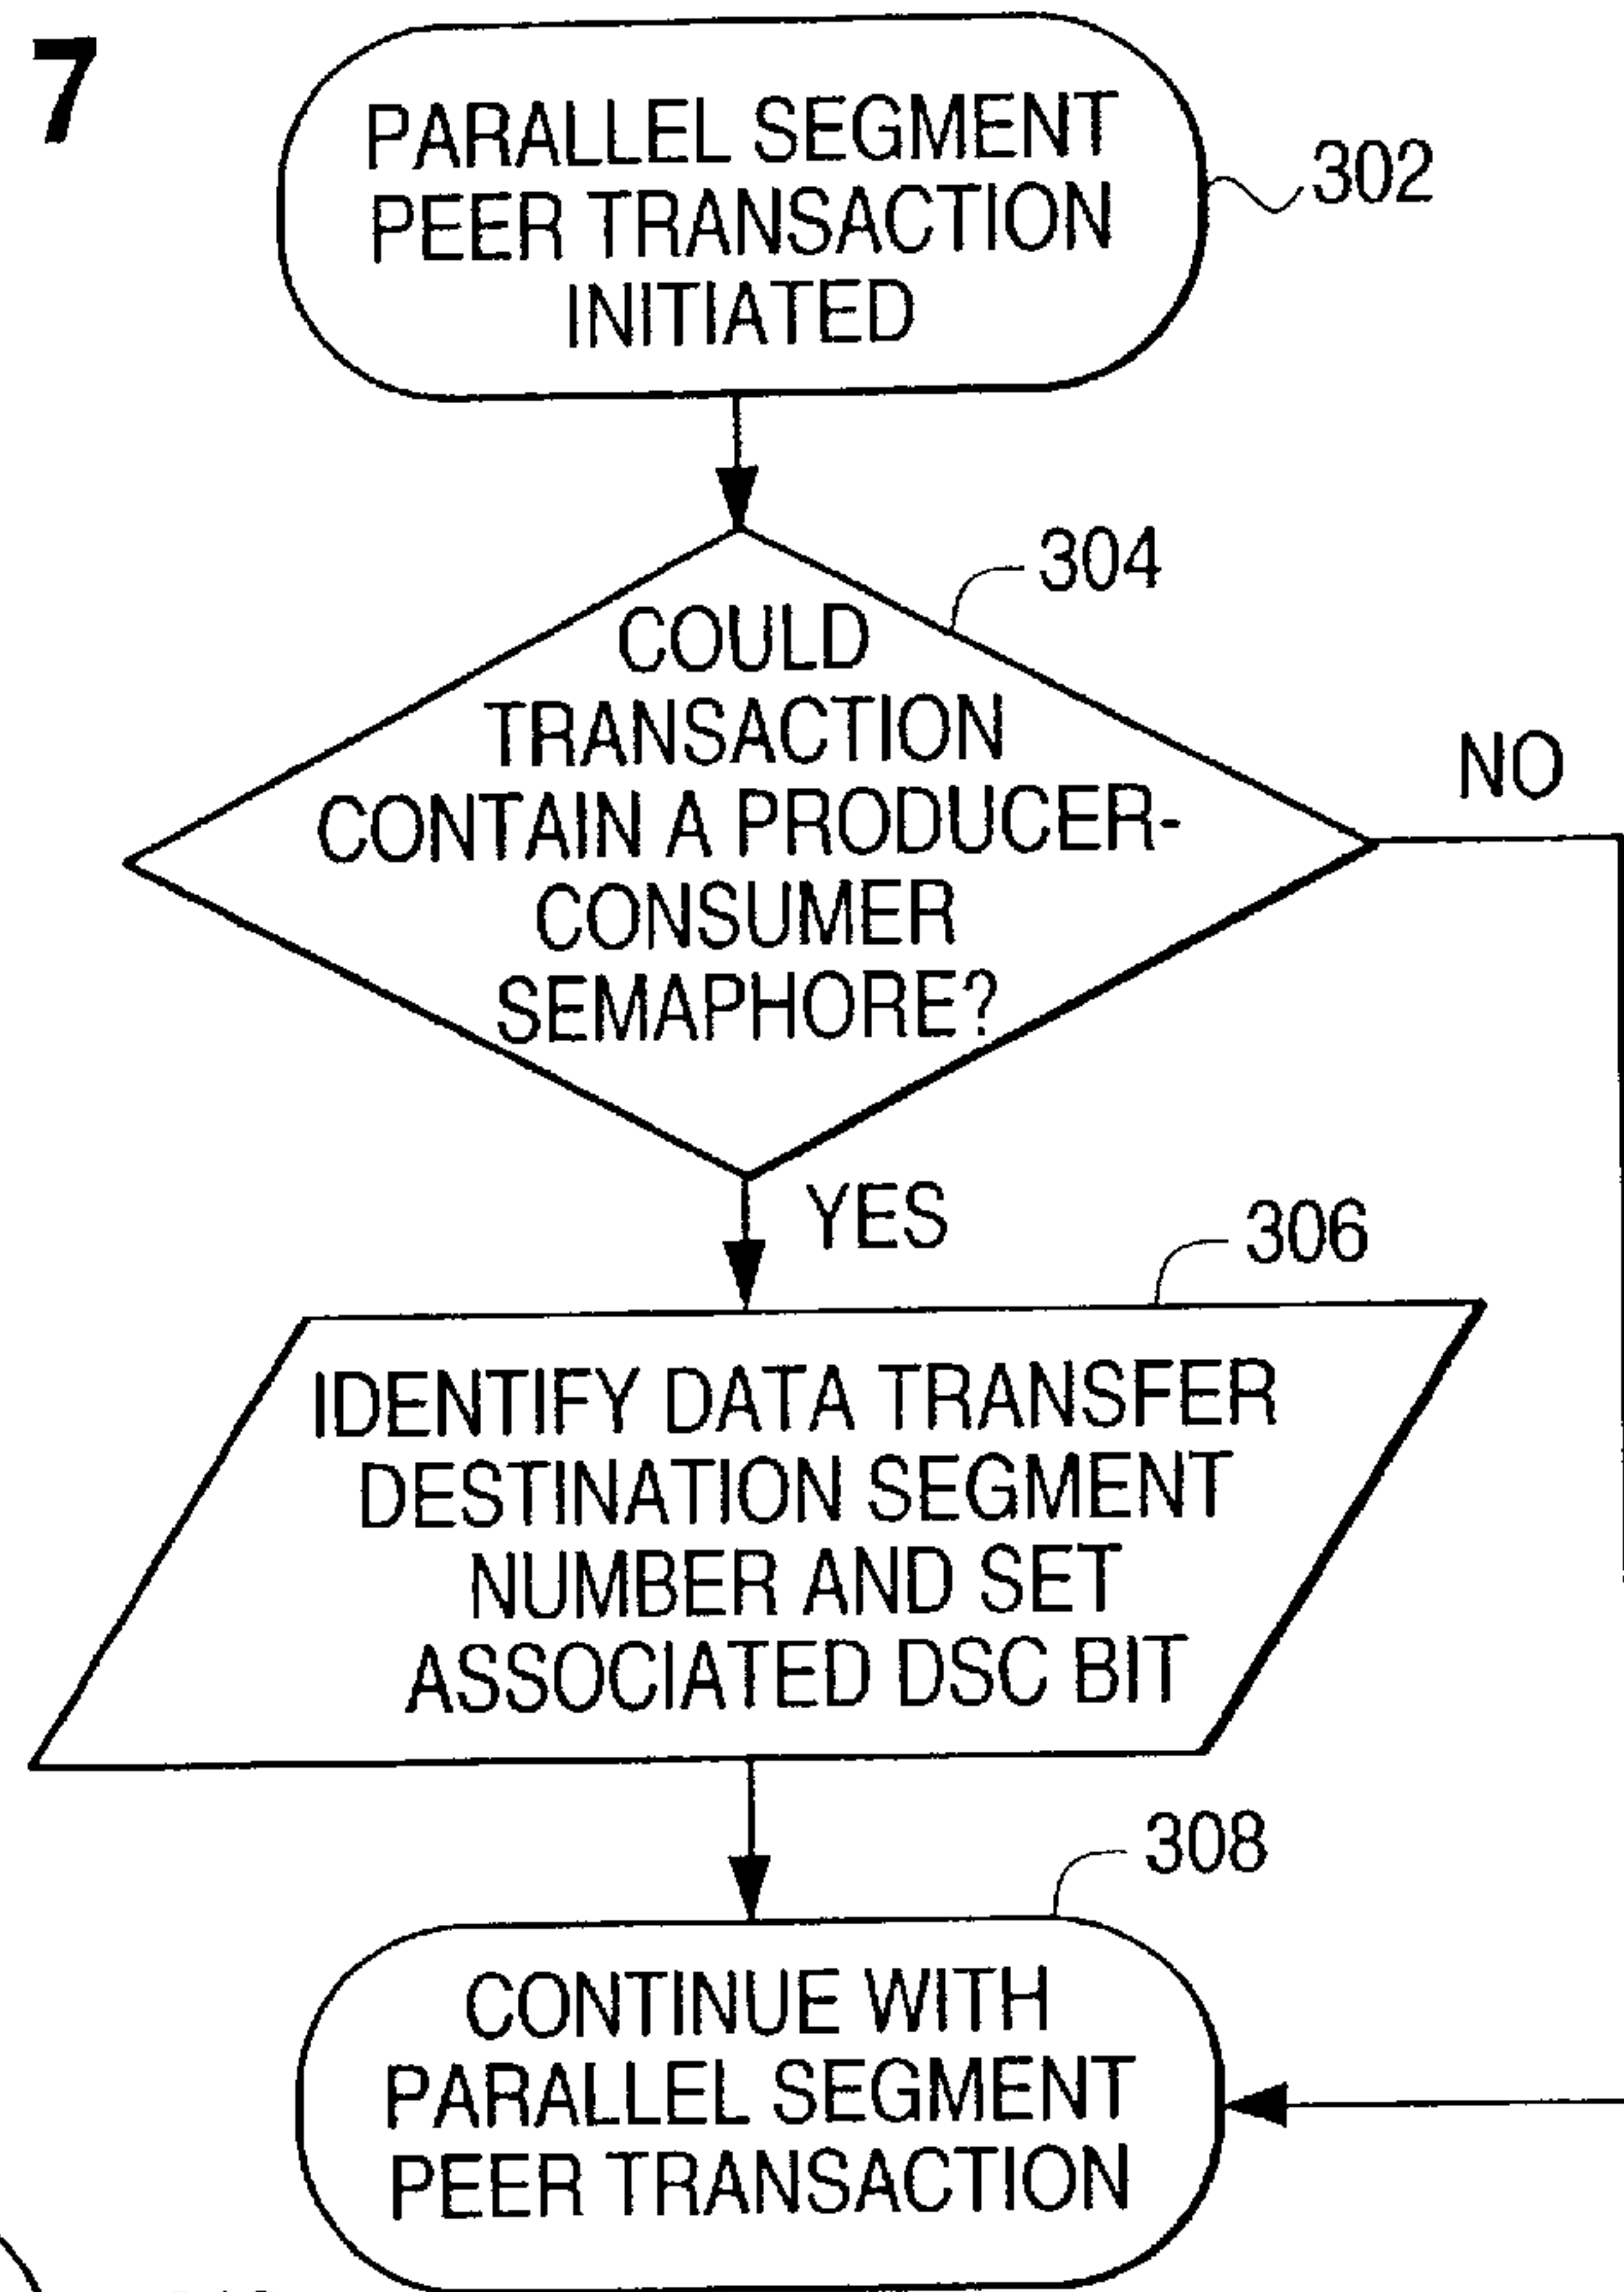 7
PARALLEL SEGMENT
PEER TRANSACTION
INITIATED
302
304
COULD
TRANSACTION
CONTAIN A PRODUCER-
CONSUMER
SEMAPHORE?
NO
YES
306
IDENTIFY DATA TRANSFER
DESTINATION SEGMENT
NUMBER AND SET
ASSOCIATED DSC BIT
308
CONTINUE WITH
PARALLEL SEGMENT
PEER TRANSACTION